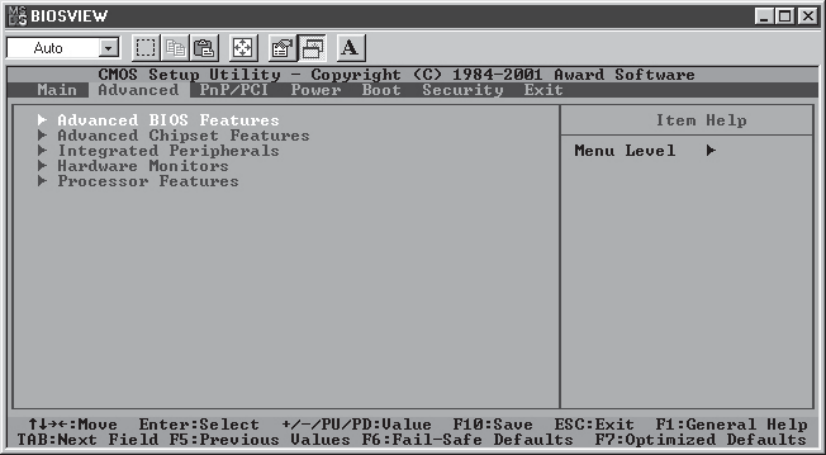 MS DS BIOSVIEW
Auto
A
CMOS Setup Utility - Copyright (C) 1984-2001 Award Software
Main Advanced PnP/PCI Power Boot Security Exit
▶ Advanced BIOS Features
▶ Advanced Chipset Features
▶ Integrated Peripherals
▶ Hardware Monitors
▶ Processor Features
Item Help
Menu Level ▶
↑↓→←:Move Enter:Select +/-/PU/PD:Value F10:Save ESC:Exit F1:General Help
TAB:Next Field F5:Previous Values F6:Fail-Safe Defaults F7:Optimized Defaults